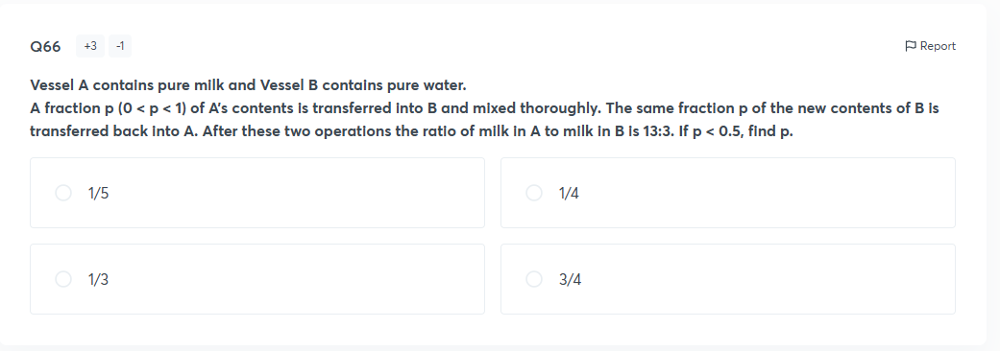 Q66 +3 -1 Report
Vessel A contains pure milk and Vessel B contains pure water.
A fraction p (0 < p < 1) of A's contents is transferred into B and mixed thoroughly. The same fraction p of the new contents of B is
transferred back into A. After these two operations the ratio of milk in A to milk in B is 13:3. If p < 0.5, find p.
1/5 1/4
1/3 3/4